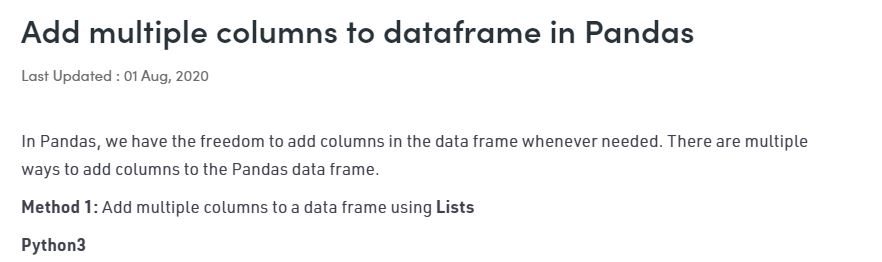 Add multiple columns to dataframe in Pandas
Last Updated : 01 Aug, 2020
In Pandas, we have the freedom to add columns in the data frame whenever needed. There are multiple
ways to add columns to the Pandas data frame.
Method 1: Add multiple columns to a data frame using Lists
Python3